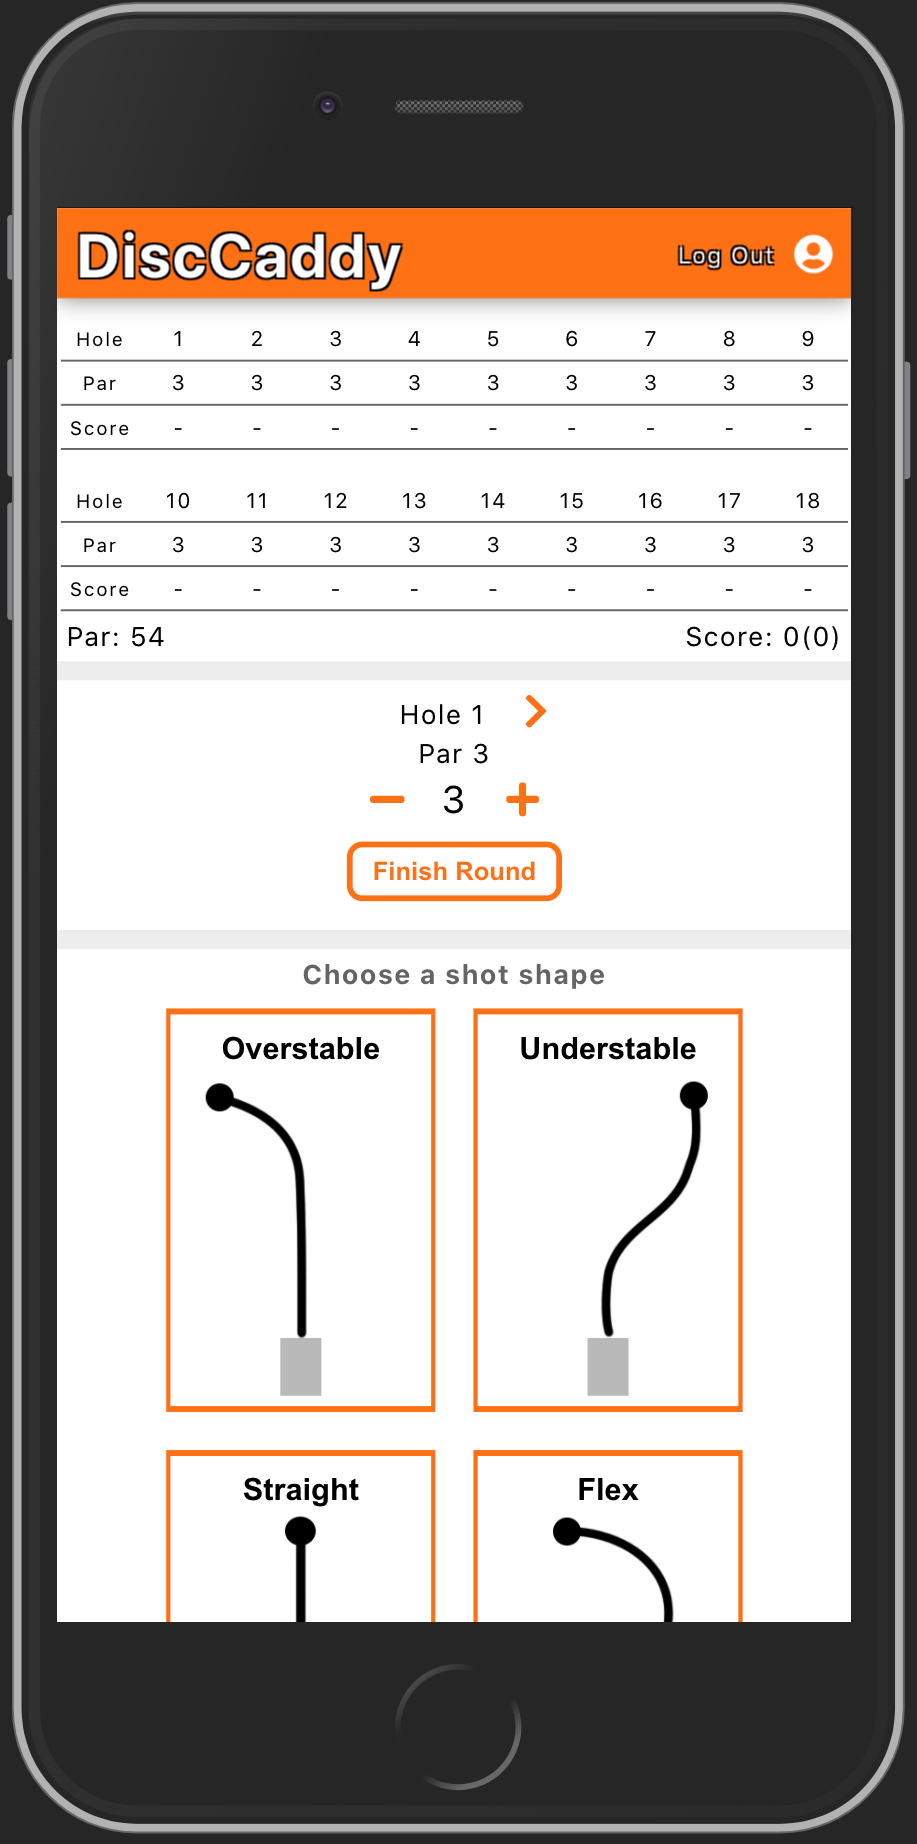 DiscCaddy Log Out
Hole 1 2 3 4 5 6 7 8 9
Par 3 3 3 3 3 3 3 3 3
Score - - - - - - - - -
Hole 10 11 12 13 14 15 16 17 18
Par 3 3 3 3 3 3 3 3 3
Score - - - - - - - - -
Par: 54 Score: 0(0)
Hole 1
Par 3
− 3 +
Finish Round
Choose a shot shape
Overstable Understable
Straight Flex